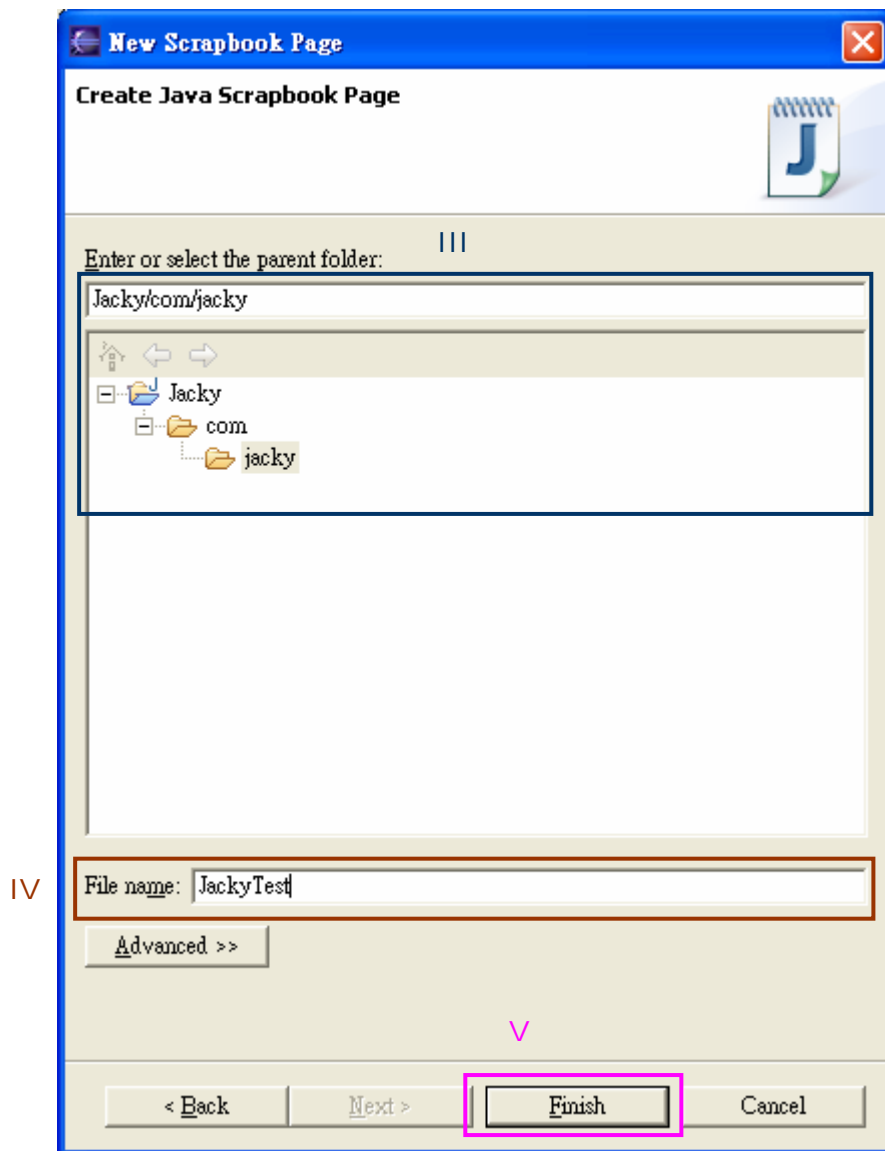 New Scrapbook Page
Create Java Scrapbook Page
III
Enter or select the parent folder:
Jacky/com/jacky
Jacky
com
jacky
IV
File name: JackyTest
Advanced >>
V
< Back Next > Finish Cancel